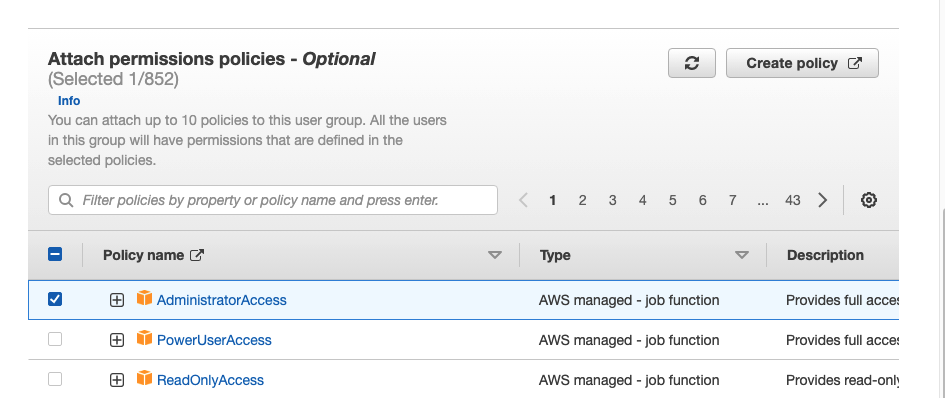 Attach permissions policies - Optional
(Selected 1/852)
Info
You can attach up to 10 policies to this user group. All the users
in this group will have permissions that are defined in the
selected policies.
Create policy
Filter policies by property or policy name and press enter.
1 2 3 4 5 6 7 ... 43
Policy name Type Description
AdministratorAccess AWS managed - job function Provides full
PowerUserAccess AWS managed - job function Provides full
ReadOnlyAccess AWS managed - job function Provides